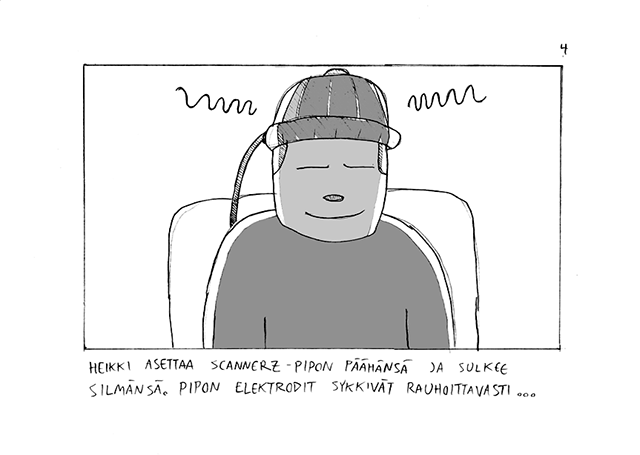 4
HEIKKI ASETTAA SCANNERZ-PIPON PÄÄHÄNSÄ JA SULKEE
SILMÄNSÄ. PIPON ELEKTRODIT SYKKIVÄT RAUHOITTAVASTI...